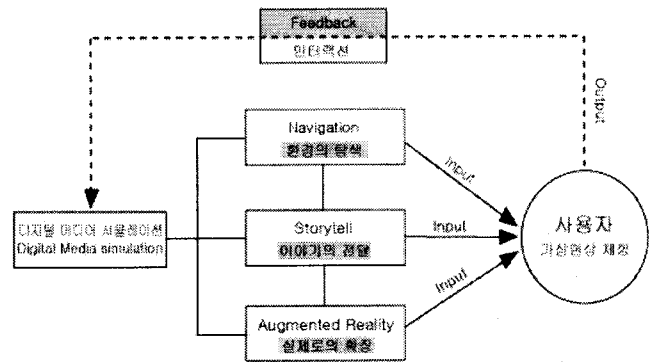 Feedback
인터랙션
Output
Navigation
환경의 탐색
Input
디지털 미디어 시뮬레이션
Digital Media simulation
Storytell
이야기의 전달
Input
사용자
가상현상 체험
Augmented Reality
실제로의 확장
Input